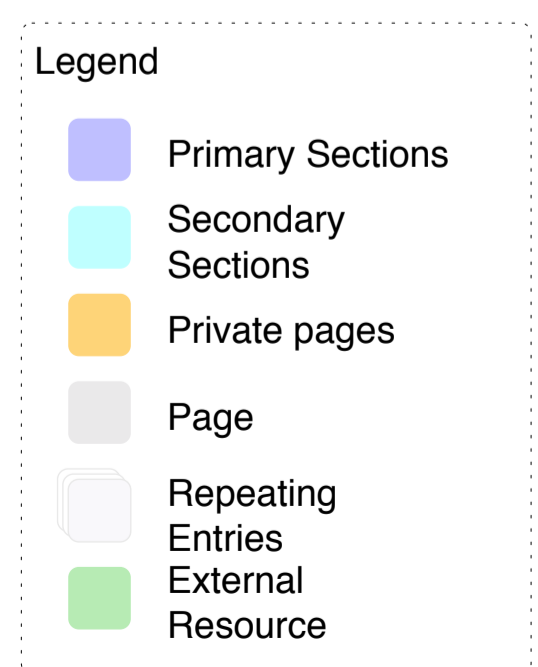 Legend
Primary Sections
Secondary
Sections
Private pages
Page
Repeating
Entries
External
Resource